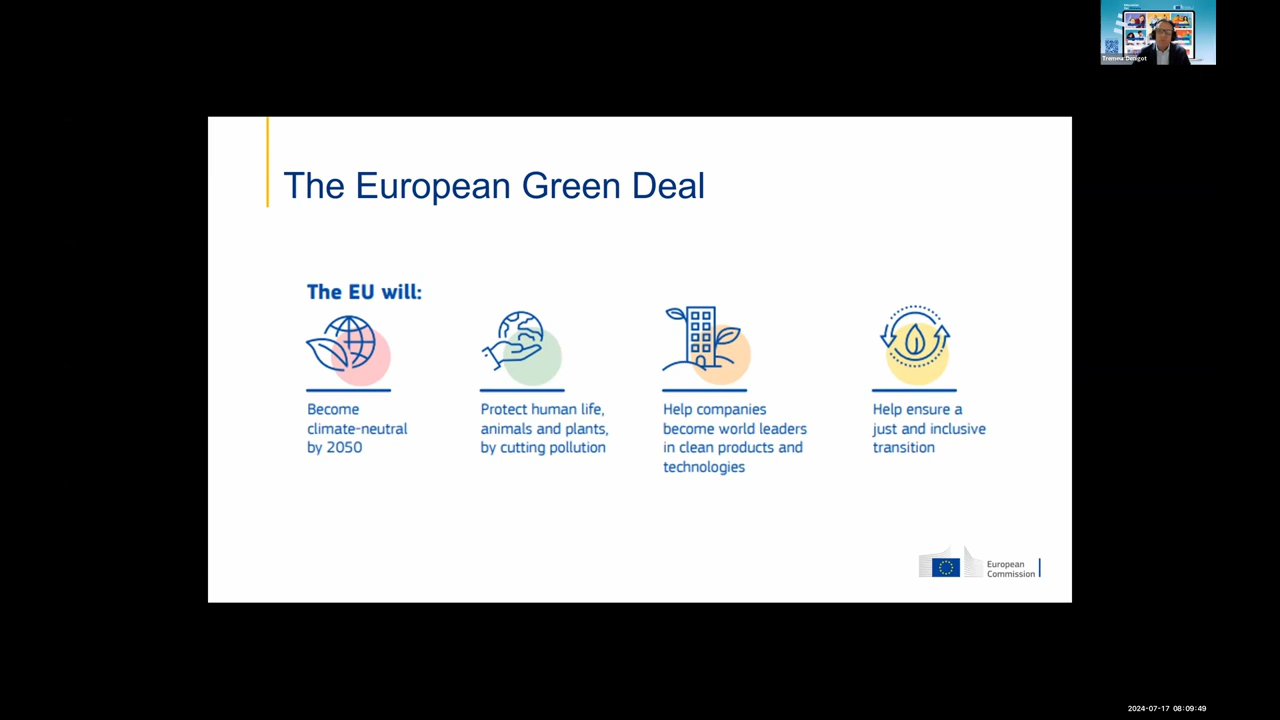 The European Green Deal
The EU will:
Become
climate-neutral
by 2050
Protect human life,
animals and plants,
by cutting pollution
Help companies
become world leaders
in clean products and
technologies
Help ensure a
just and inclusive
transition
European
Commission
2024-07-17 08:09:49